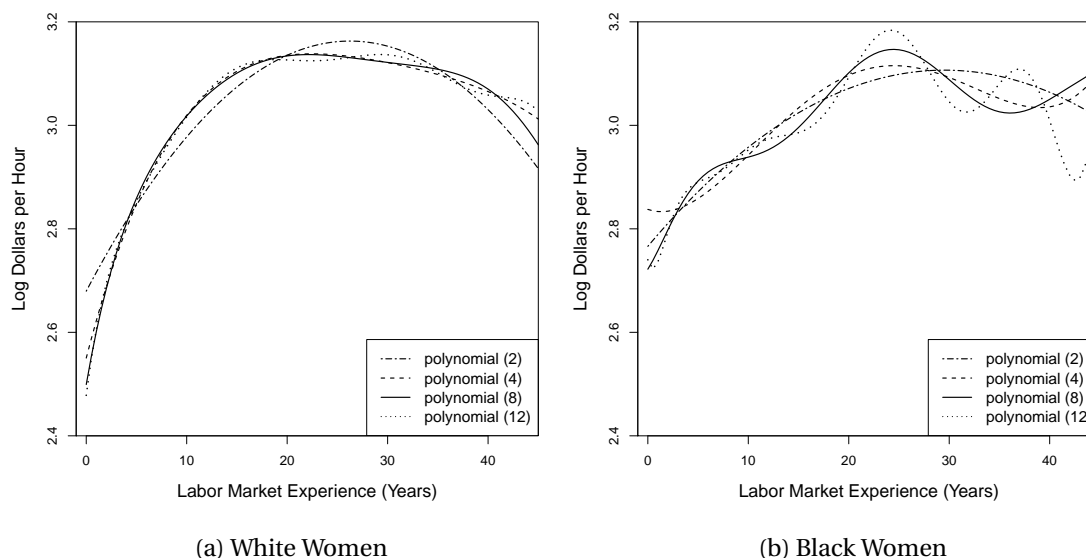 3.2
3.0
2.8
2.6
2.4
Log Dollars per Hour
polynomial (2)
polynomial (4)
polynomial (8)
polynomial (12)
0 10 20 30 40
Labor Market Experience (Years)
(a) White Women
3.2
3.0
2.8
2.6
2.4
Log Dollars per Hour
polynomial (2)
polynomial (4)
polynomial (8)
polynomial (12
0 10 20 30 40
Labor Market Experience (Years)
(b) Black Women